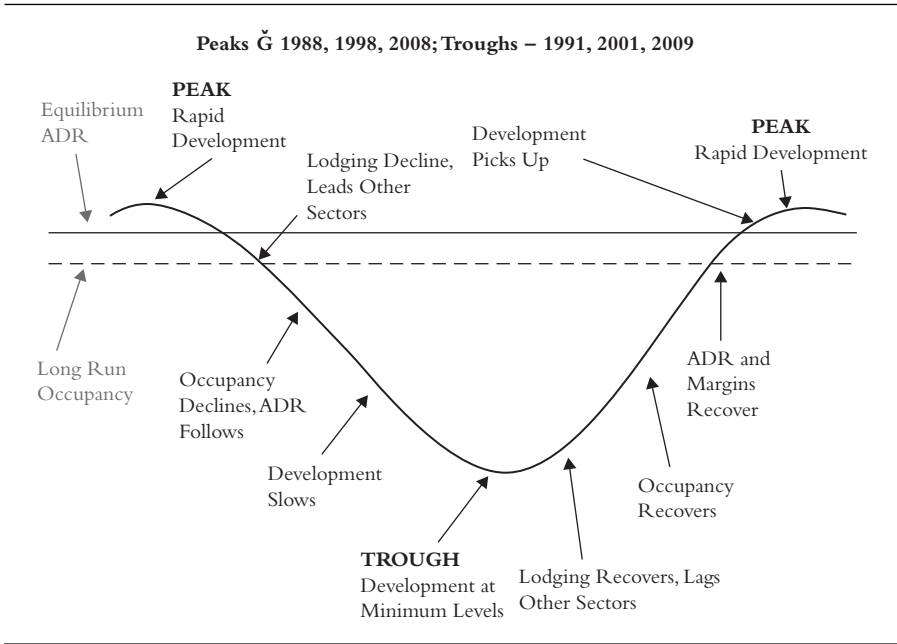 Peaks Ğ 1988, 1998, 2008; Troughs – 1991, 2001, 2009
Equilibrium
ADR
PEAK
Rapid
Development
Lodging Decline,
Leads Other
Sectors
Development
Picks Up
PEAK
Rapid Development
Long Run
Occupancy
Occupancy
Declines, ADR
Follows
Development
Slows
TROUGH
Development at
Minimum Levels
Lodging Recovers, Lags
Other Sectors
Occupancy
Recovers
ADR and
Margins
Recover